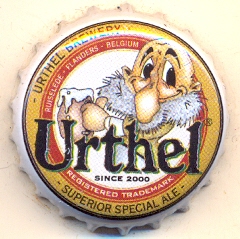 - URTHEL BREWERY -
RUISELEDE - FLANDERS - BELGIUM
Urthel®
SINCE 2000
REGISTERED TRADEMARK
- SUPERIOR SPECIAL ALE -